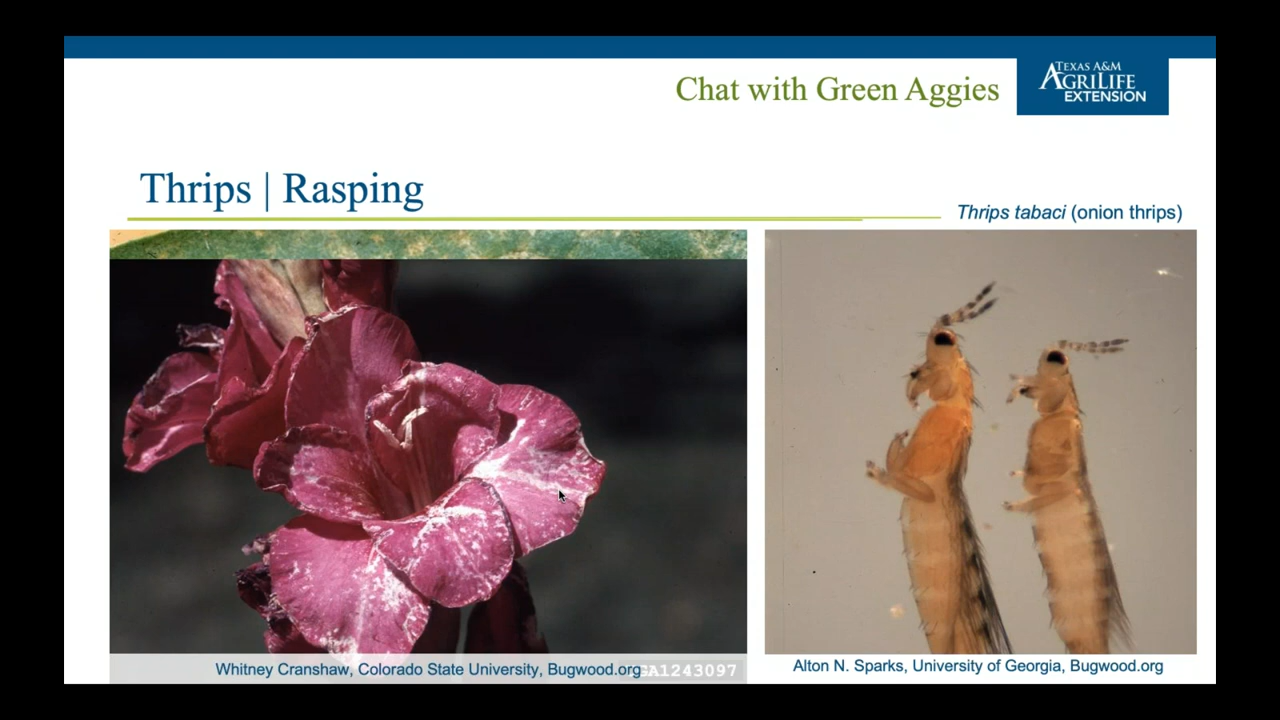 Chat with Green Aggies
TEXAS A&M
AGRILIFE
EXTENSION
Thrips | Rasping
Thrips tabaci (onion thrips)
Whitney Cranshaw, Colorado State University, Bugwood.org
GA1243097
Alton N. Sparks, University of Georgia, Bugwood.org